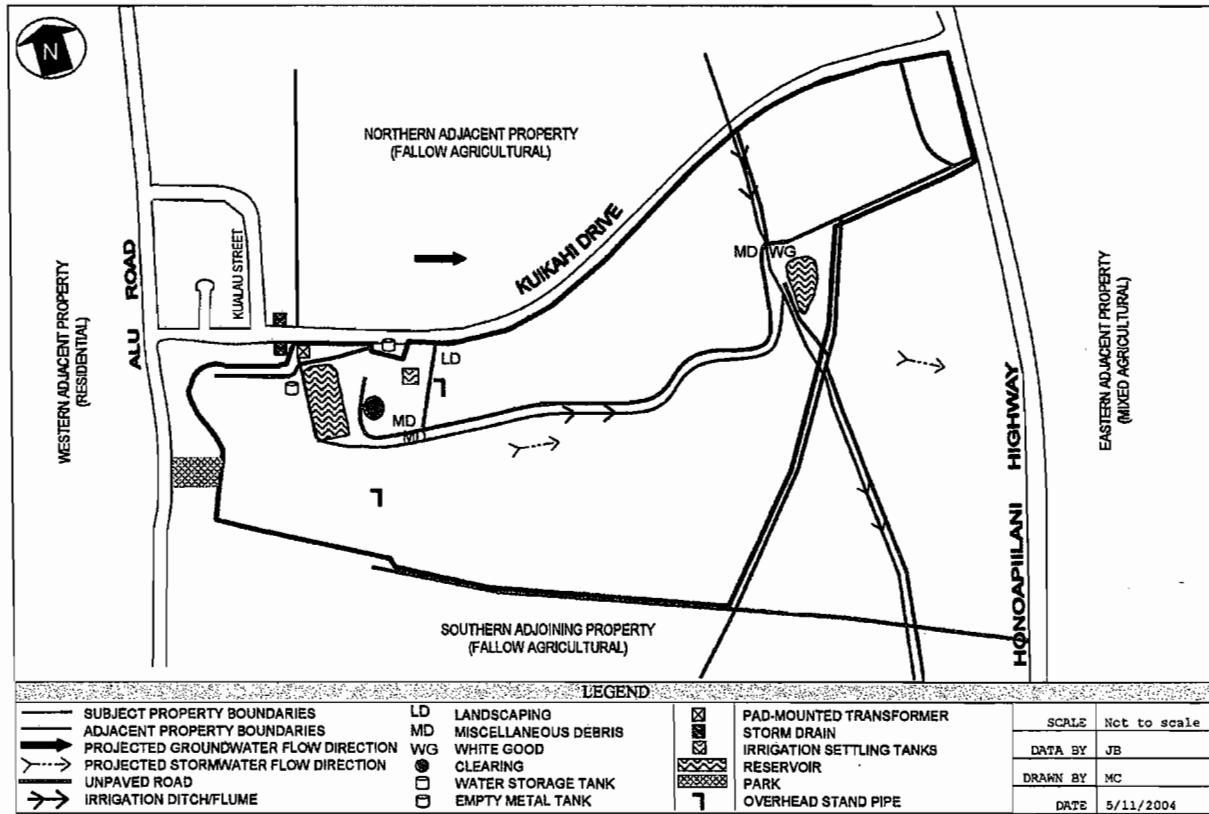 N
NORTHERN ADJACENT PROPERTY
(FALLOW AGRICULTURAL)
KUIKAHI DRIVE
KUALAU STREET
ALU ROAD
WESTERN ADJACENT PROPERTY
(RESIDENTIAL)
MD
WG
LD
MD
MD
EASTERN ADJACENT PROPERTY
(MIXED AGRICULTURAL)
HONOAPIILANI HIGHWAY
SOUTHERN ADJOINING PROPERTY
(FALLOW AGRICULTURAL)
LEGEND
SUBJECT PROPERTY BOUNDARIES
ADJACENT PROPERTY BOUNDARIES
PROJECTED GROUNDWATER FLOW DIRECTION
PROJECTED STORMWATER FLOW DIRECTION
UNPAVED ROAD
IRRIGATION DITCH/FLUME
LD LANDSCAPING
MD MISCELLANEOUS DEBRIS
WG WHITE GOOD
CLEARING
WATER STORAGE TANK
EMPTY METAL TANK
PAD-MOUNTED TRANSFORMER
STORM DRAIN
IRRIGATION SETTLING TANKS
RESERVOIR
PARK
OVERHEAD STAND PIPE
SCALE Not to scale
DATA BY JB
DRAWN BY MC
DATE 5/11/2004